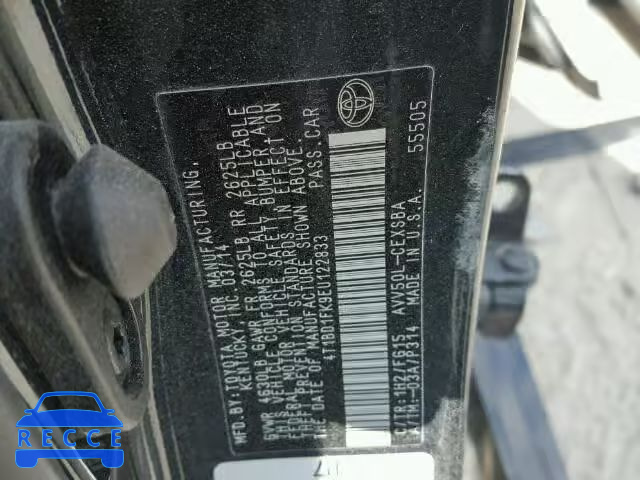 MFD.BY:TOYOTA MOTOR MANUFACTURING,
KENTUCKY, INC. 03/14
GVWR 4630LB GAWR FR 2625LB RR 2625LB
THIS VEHICLE CONFORMS TO ALL APPLICABLE
FEDERAL MOTOR VEHICLE SAFETY, BUMPER, AND
THEFT PREVENTION STANDARDS IN EFFECT ON
THE DATE OF MANUFACTURE SHOWN ABOVE.
4T1BD1FK9EU122833 PASS.CAR
C/TR:1H2/FG15 AVV50L-CEXSBA
A/TM:-03A/P314 MADE IN U.S.A. 55505
RECCE